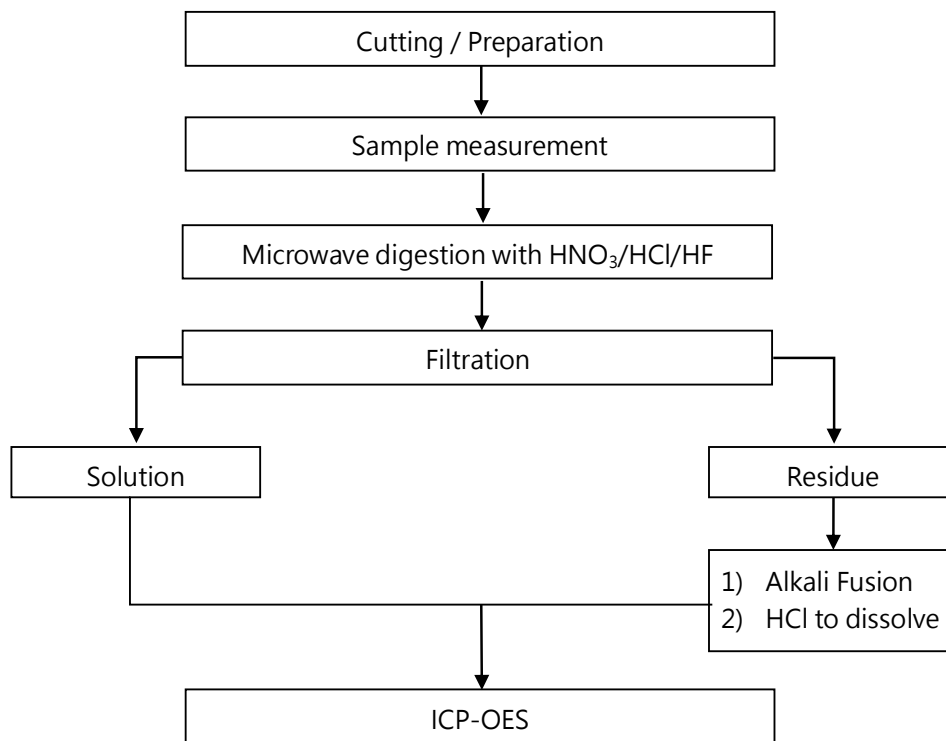 Cutting / Preparation
Sample measurement
Microwave digestion with HNO₃/HCl/HF
Filtration
Solution
Residue
1) Alkali Fusion
2) HCl to dissolve
ICP-OES